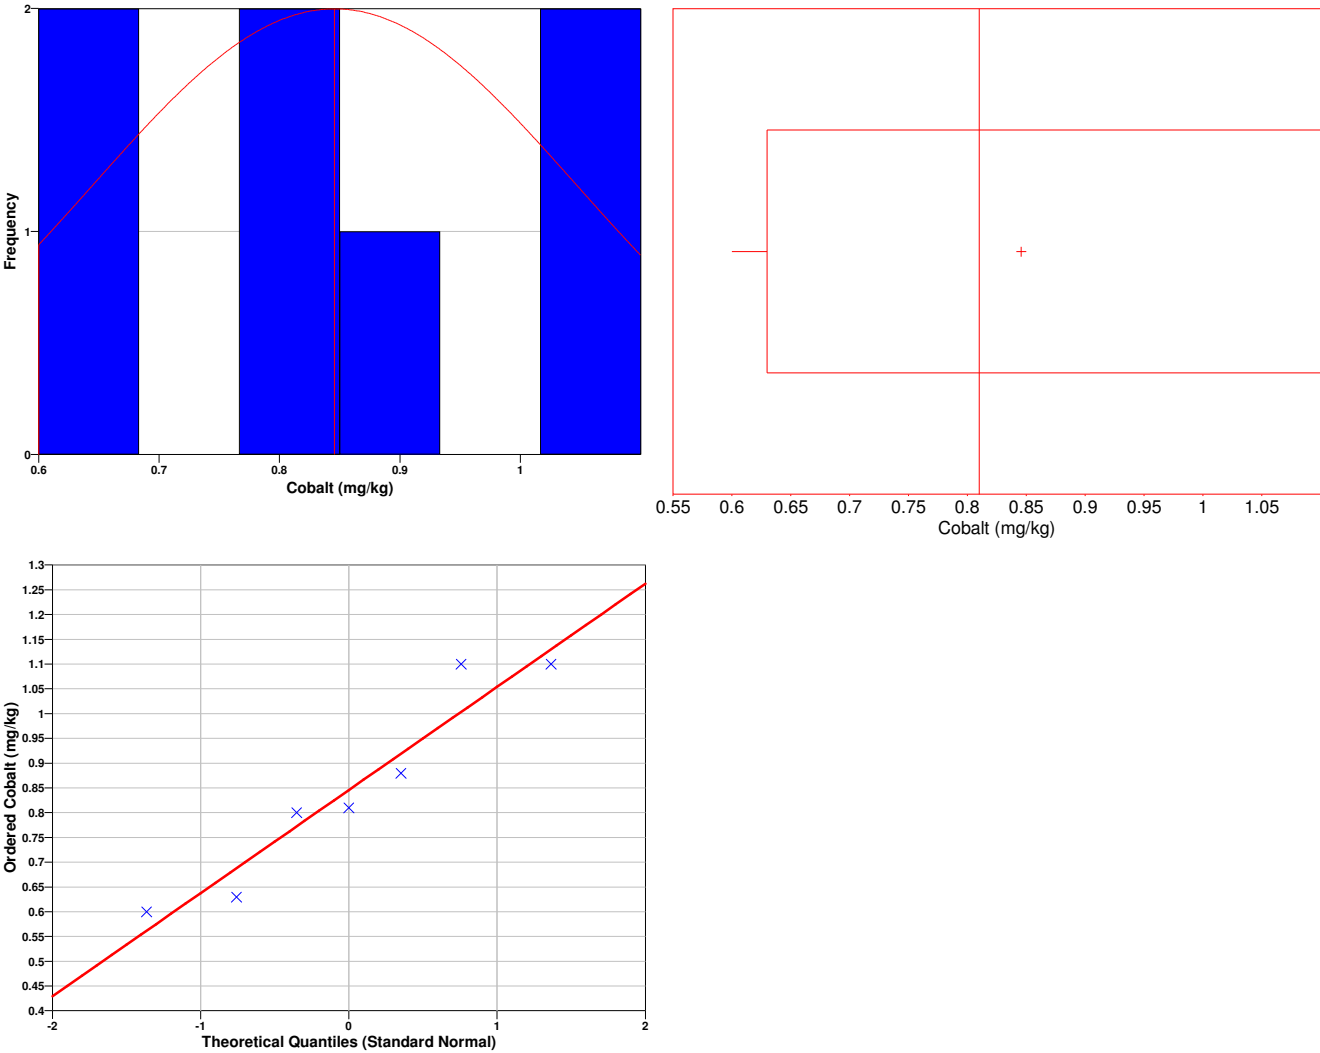 2
1
0
Frequency
0.6 0.7 0.8 0.9 1
Cobalt (mg/kg)
0.55 0.6 0.65 0.7 0.75 0.8 0.85 0.9 0.95 1 1.05
Cobalt (mg/kg)
1.3
1.25
1.2
1.15
1.1
1.05
1
0.95
0.9
0.85
0.8
0.75
0.7
0.65
0.6
0.55
0.5
0.45
0.4
Ordered Cobalt (mg/kg)
-2 -1 0 1 2
Theoretical Quantiles (Standard Normal)